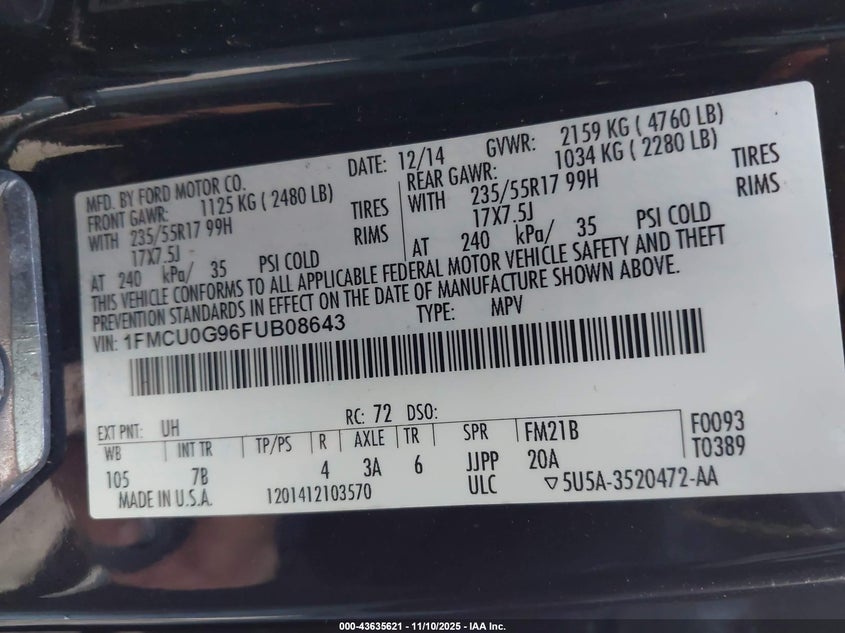 MFD. BY FORD MOTOR CO.
DATE: 12/14 GVWR: 2159 KG ( 4760 LB)
FRONT GAWR: 1125 KG ( 2480 LB) REAR GAWR: 1034 KG ( 2280 LB)
WITH 235/55R17 99H TIRES WITH 235/55R17 99H TIRES
17X7.5J RIMS 17X7.5J RIMS
AT 240 kPa/ 35 PSI COLD AT 240 kPa/ 35 PSI COLD
THIS VEHICLE CONFORMS TO ALL APPLICABLE FEDERAL MOTOR VEHICLE SAFETY AND THEFT
PREVENTION STANDARDS IN EFFECT ON THE DATE OF MANUFACTURE SHOWN ABOVE.
VIN: 1FMCU0G96FUB08643 TYPE: MPV
EXT PNT: UH RC: 72 DSO:
WB INT TR TP/PS R AXLE TR SPR FM21B F0093
105 7B 4 3A 6 JJPP 20A T0389
MADE IN U.S.A. 1201412103570 ULC ▽5U5A-3520472-AA
000-43635621 - 11/10/2025 - IAA Inc.